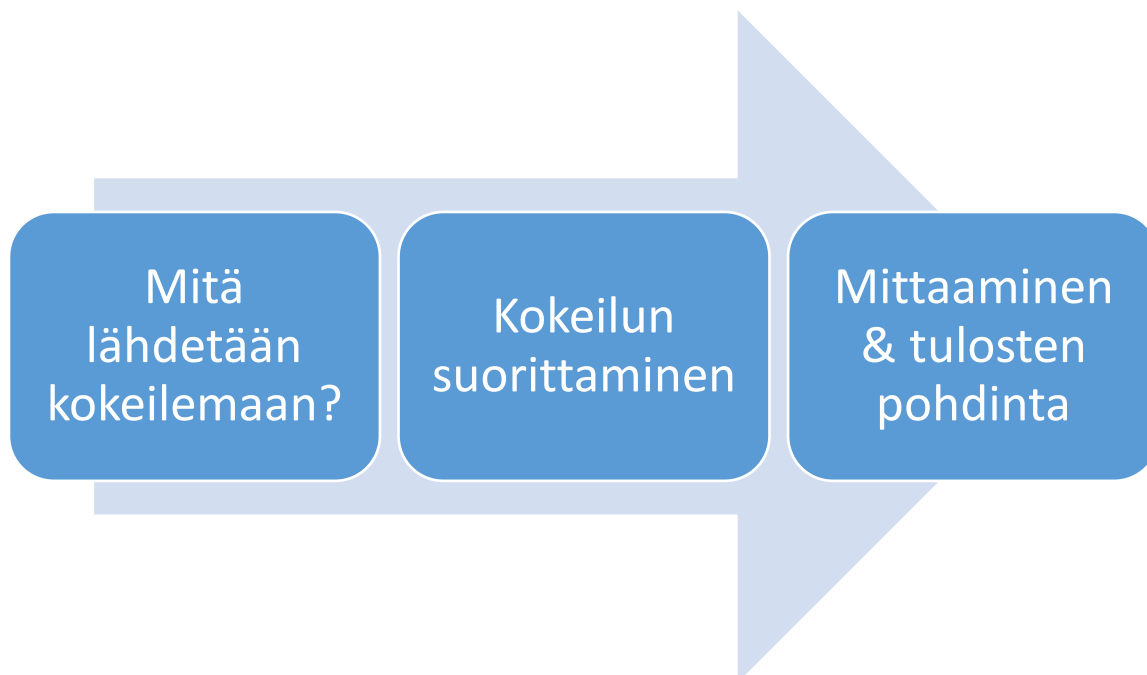 Mitä
lähdetään
kokeilemaan?
Kokeilun
suorittaminen
Mittaaminen
& tulosten
pohdinta